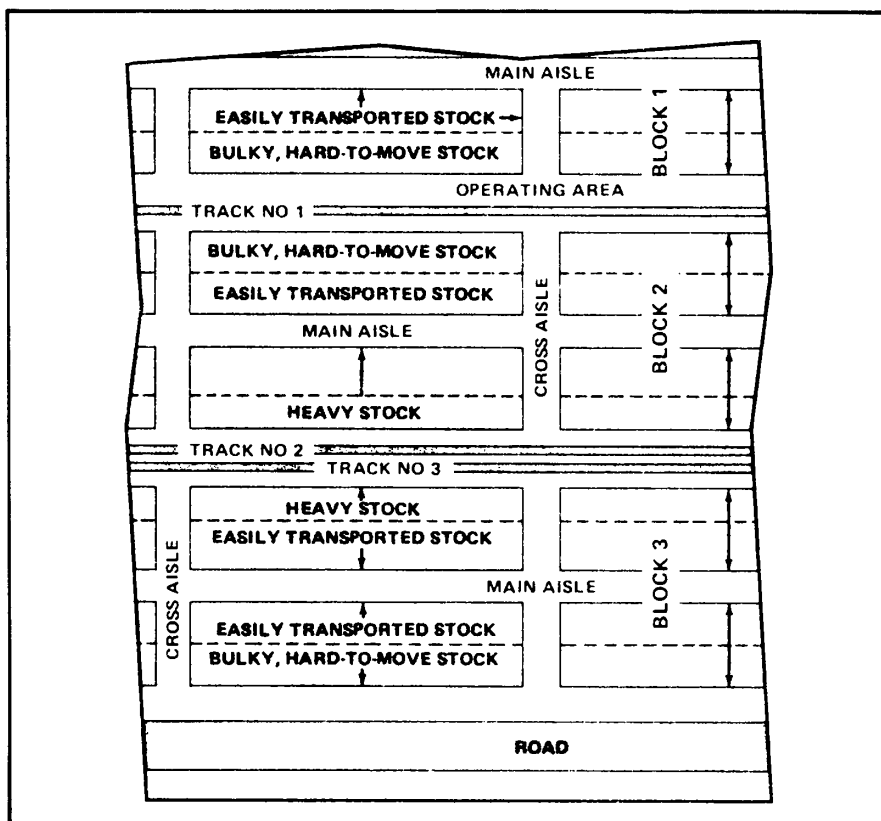 MAIN AISLE
EASILY TRANSPORTED STOCK
BULKY, HARD-TO-MOVE STOCK
BLOCK 1
OPERATING AREA
TRACK NO 1
BULKY, HARD-TO-MOVE STOCK
EASILY TRANSPORTED STOCK
BLOCK 2
MAIN AISLE
CROSS AISLE
HEAVY STOCK
TRACK NO 2
TRACK NO 3
HEAVY STOCK
EASILY TRANSPORTED STOCK
BLOCK 3
MAIN AISLE
CROSS AISLE
EASILY TRANSPORTED STOCK
BULKY, HARD-TO-MOVE STOCK
ROAD